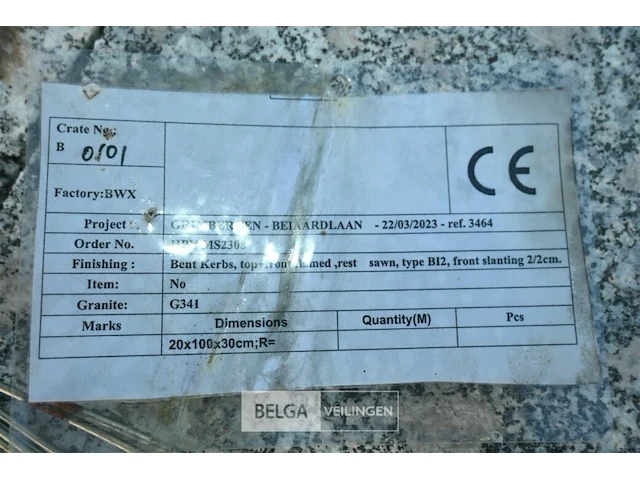 Crate No:
B 0101
CE
Factory:BWX
Project : GRIMBERGEN - BEIAARDLAAN - 22/03/2023 - ref. 3464
Order No.
Finishing : Bent Kerbs, top+front flamed ,rest sawn, type BI2, front slanting 2/2cm.
Item: No
Granite: G341
Marks Dimensions Quantity(M) Pcs
20x100x30cm;R=
BELGA VEILINGEN